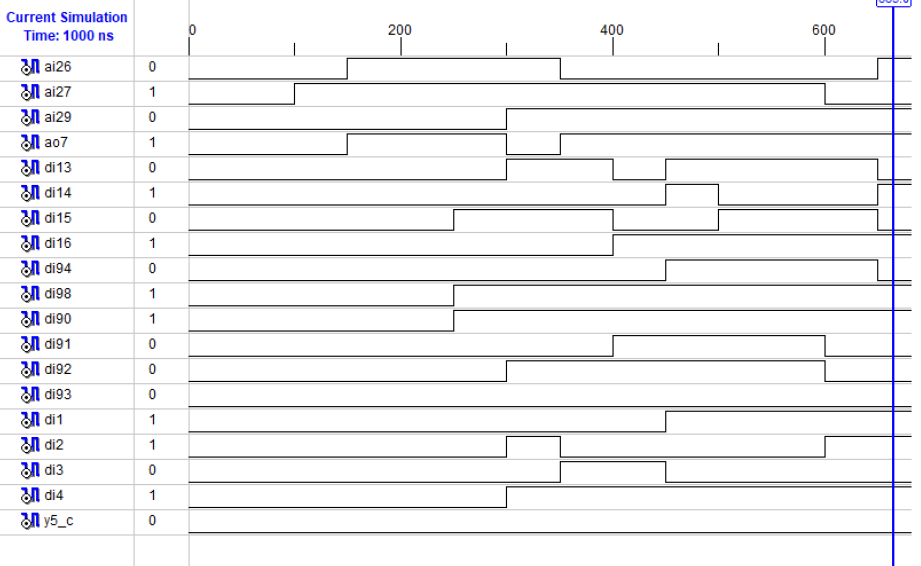 Current Simulation
Time: 1000 ns
0 200 400 600
ai26 0
ai27 1
ai29 0
ao7 1
di13 0
di14 1
di15 0
di16 1
di94 0
di98 1
di90 1
di91 0
di92 0
di93 0
di1 1
di2 1
di3 0
di4 1
y5_c 0